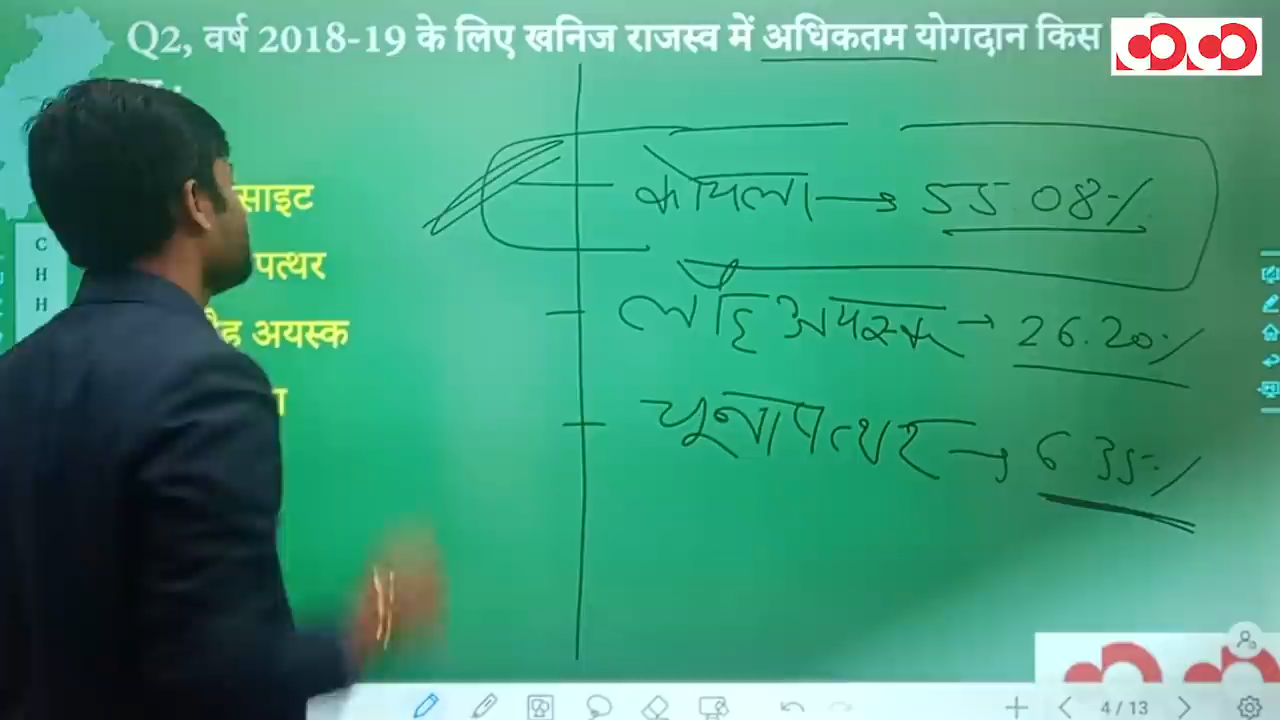 Q2, वर्ष 2018-19 के लिए खनिज राजस्व में अधिकतम योगदान किस
साइट
पत्थर
अयस्क
C
H
H
कोयला → 55.08%
लौह अयस्क → 26.20%
चूना पत्थर → 6.35%
4 / 13